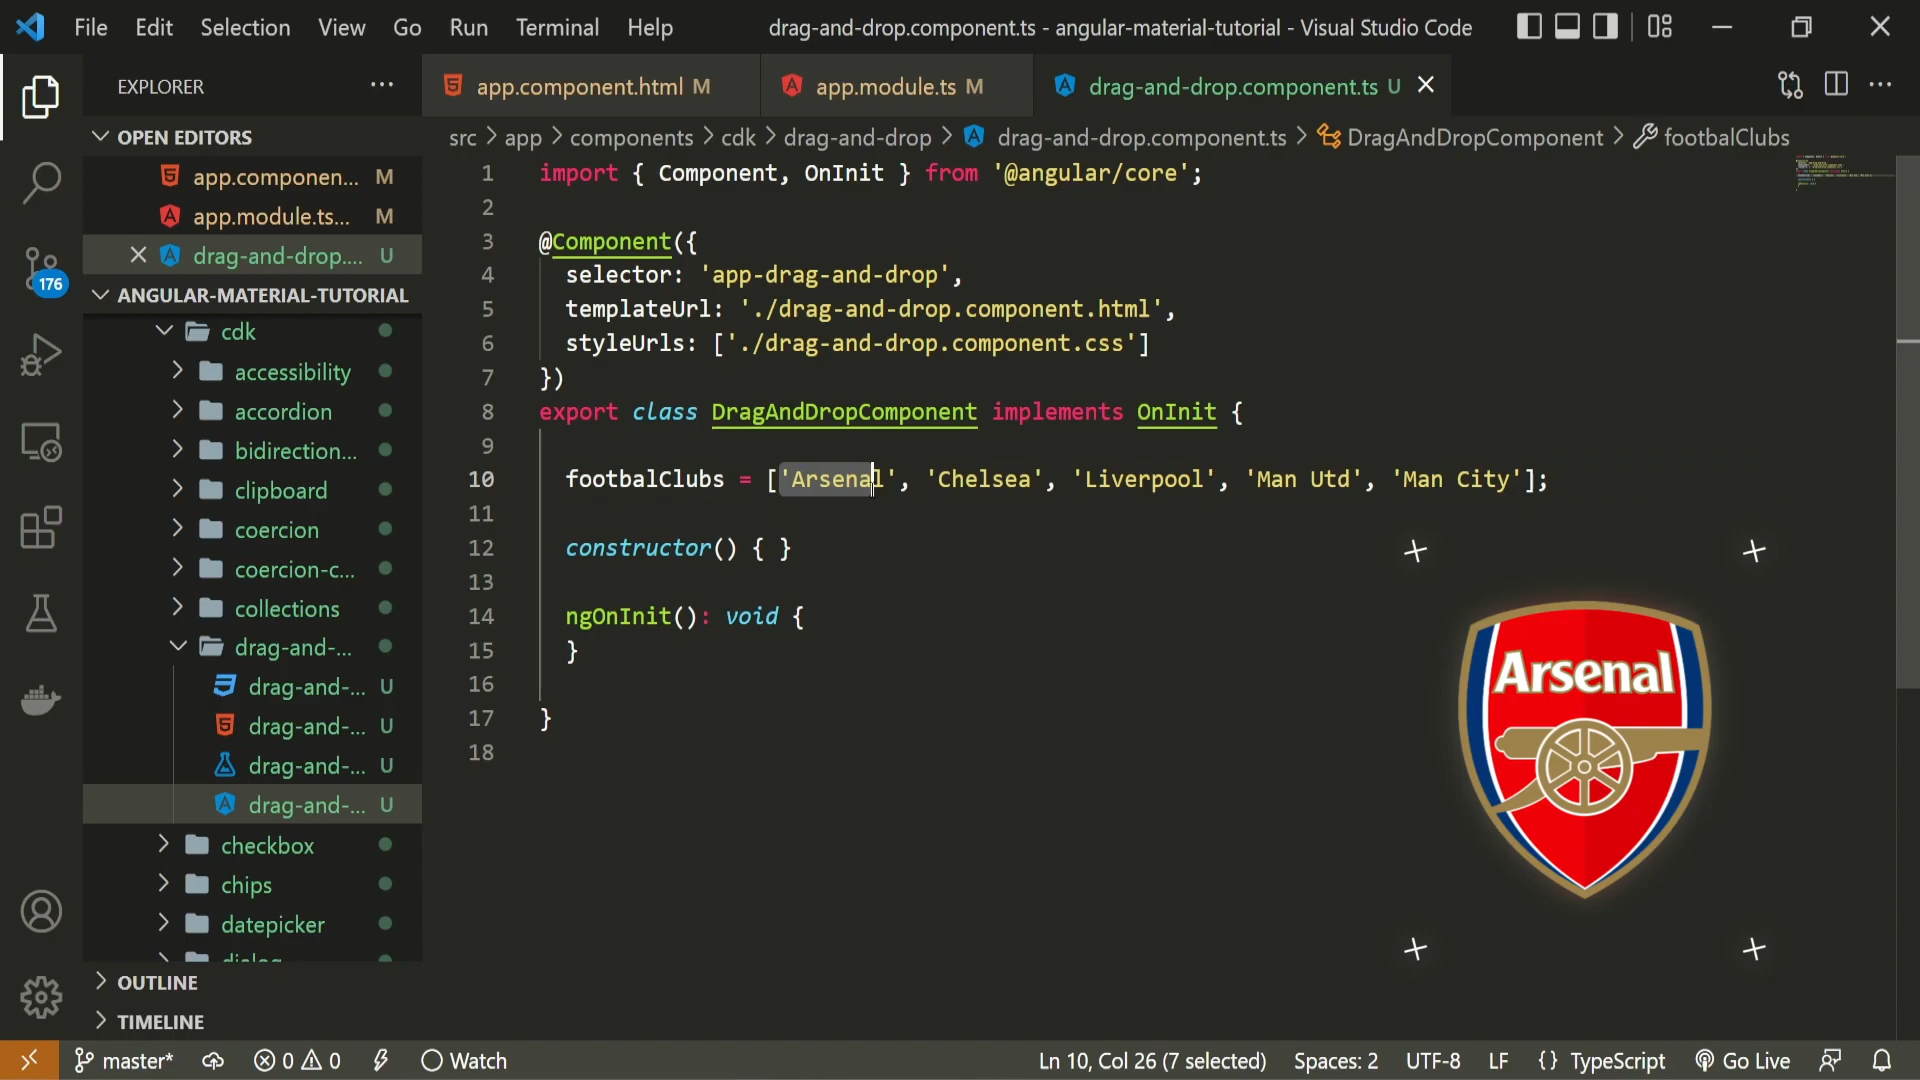 File Edit Selection View Go Run Terminal Help drag-and-drop.component.ts - angular-material-tutorial - Visual Studio Code
EXPLORER
app.component.html M app.module.ts M drag-and-drop.component.ts U
OPEN EDITORS
src > app > components > cdk > drag-and-drop > drag-and-drop.component.ts > DragAndDropComponent > footbalClubs
app.componen... M
app.module.ts... M
drag-and-drop.... U
176
ANGULAR-MATERIAL-TUTORIAL
cdk
accessibility
accordion
bidirection...
clipboard
coercion
coercion-c...
collections
drag-and-...
drag-and-... U
drag-and-... U
drag-and-... U
drag-and-... U
checkbox
chips
datepicker
dialog
OUTLINE
TIMELINE
1 import { Component, OnInit } from '@angular/core';
2
3 @Component({
4 selector: 'app-drag-and-drop',
5 templateUrl: './drag-and-drop.component.html',
6 styleUrls: ['./drag-and-drop.component.css']
7 })
8 export class DragAndDropComponent implements OnInit {
9
10 footbalClubs = ['Arsenal', 'Chelsea', 'Liverpool', 'Man Utd', 'Man City'];
11
12 constructor() { }
13
14 ngOnInit(): void {
15 }
16
17 }
18
Arsenal
master* 0 0 Watch Ln 10, Col 26 (7 selected) Spaces: 2 UTF-8 LF {} TypeScript Go Live